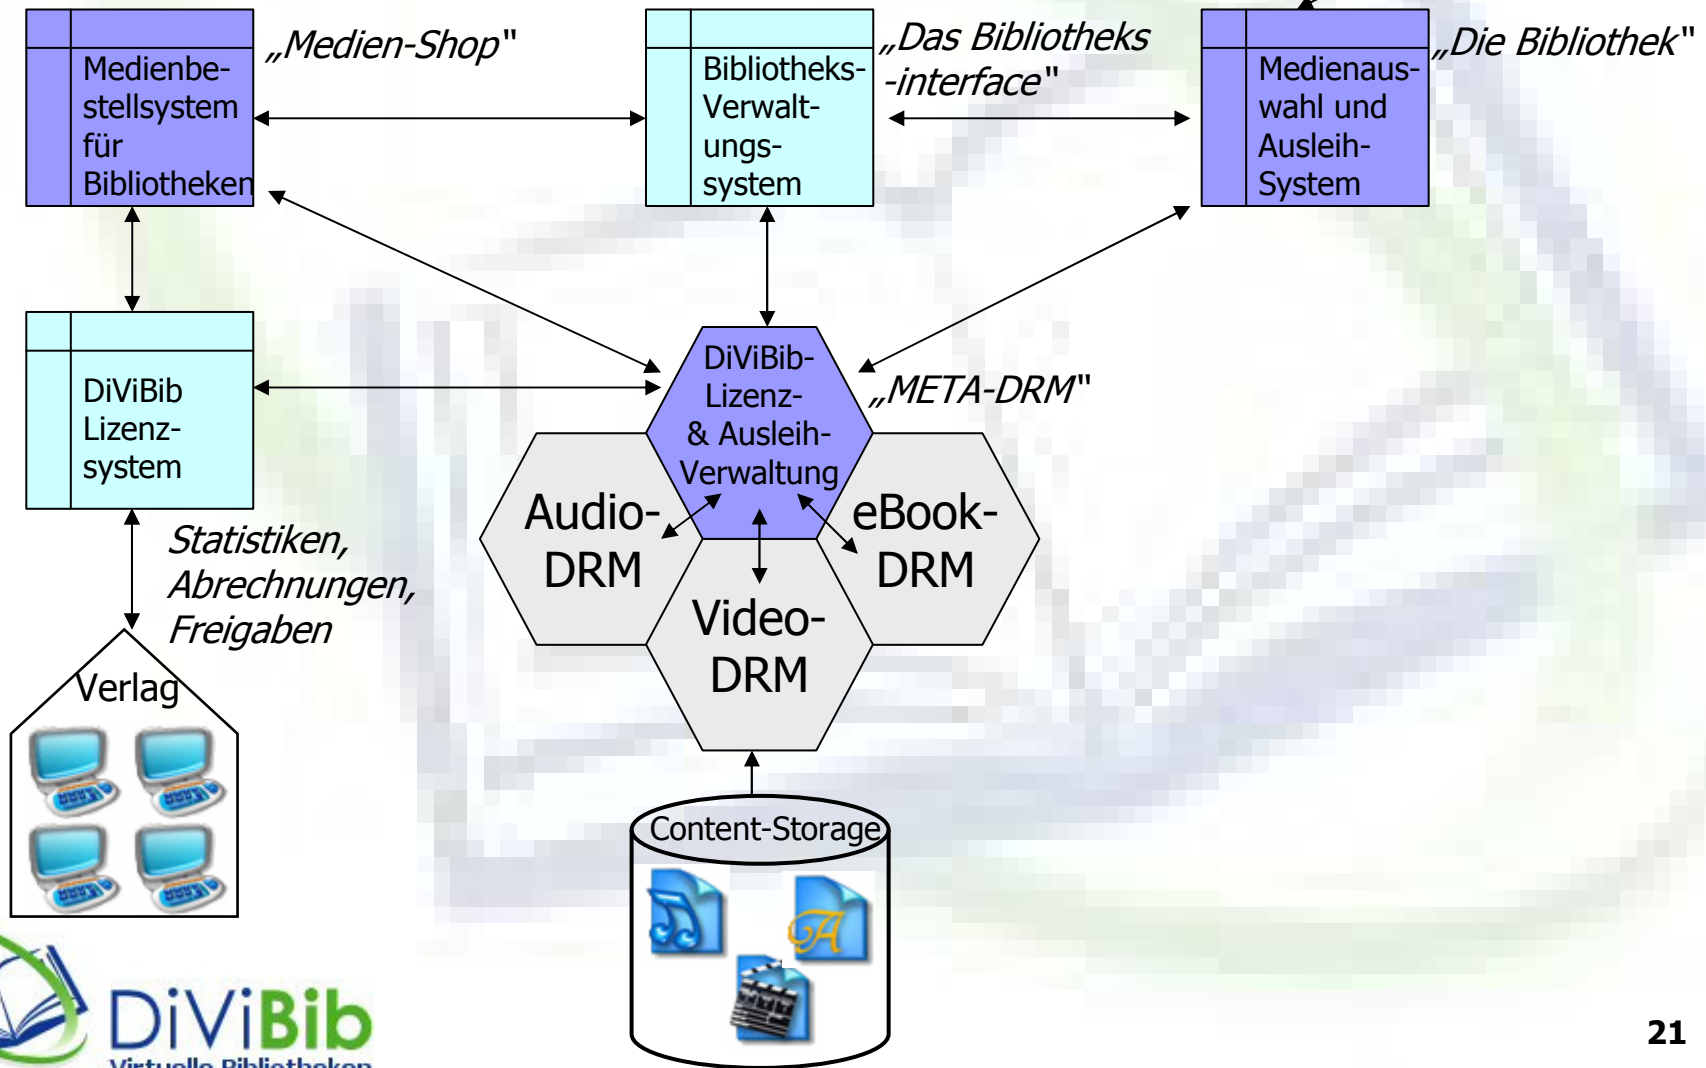 Medienbe-
stellsystem
für
Bibliotheken
„Medien-Shop"
Bibliotheks-
Verwalt-
ungs-
system
„Das Bibliotheks
-interface"
Medienaus-
wahl und
Ausleih-
System
„Die Bibliothek"
DiViBib
Lizenz-
system
DiViBib-
Lizenz-
& Ausleih-
Verwaltung
„META-DRM"
Audio-
DRM
eBook-
DRM
Video-
DRM
Statistiken,
Abrechnungen,
Freigaben
Verlag
Content-Storage
DiViBib
Virtuelle Bibliotheken
21